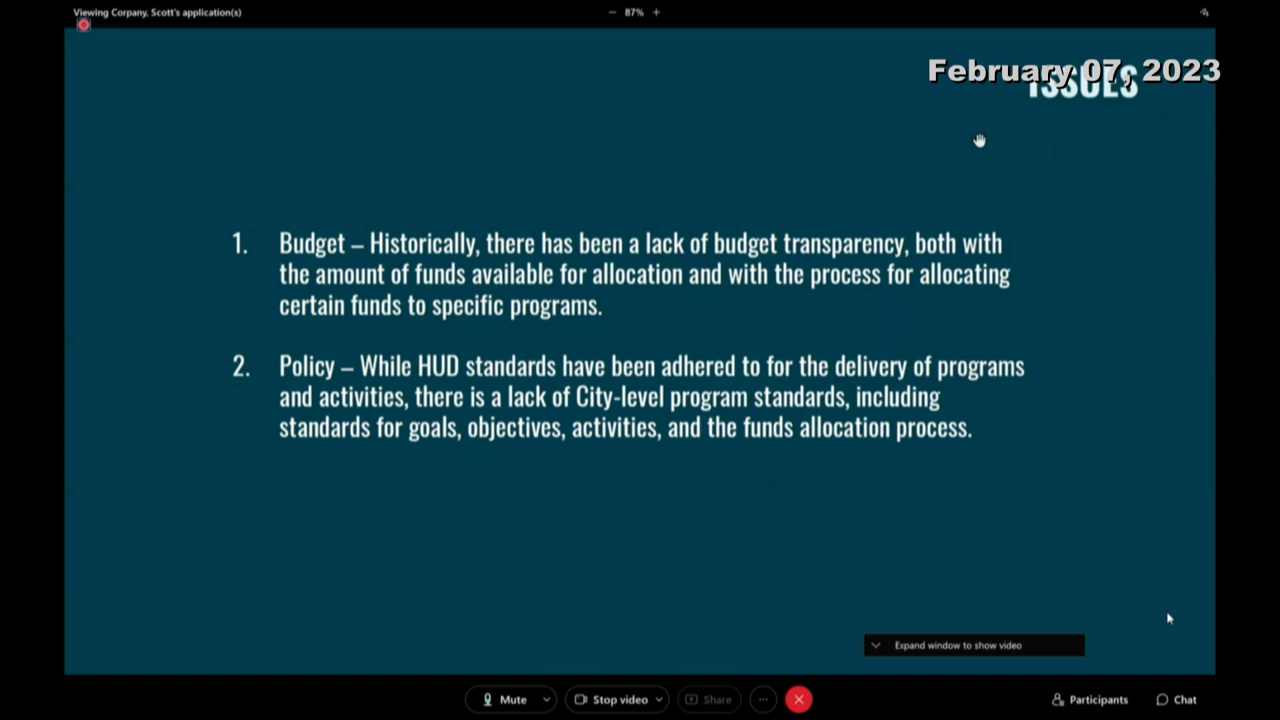 Viewing Corpany, Scott's application(s)
87%
February 07, 2023
ISSUES
1. Budget – Historically, there has been a lack of budget transparency, both with
the amount of funds available for allocation and with the process for allocating
certain funds to specific programs.
2. Policy – While HUD standards have been adhered to for the delivery of programs
and activities, there is a lack of City-level program standards, including
standards for goals, objectives, activities, and the funds allocation process.
Expand window to show video
Mute
Stop video
Share
Participants
Chat